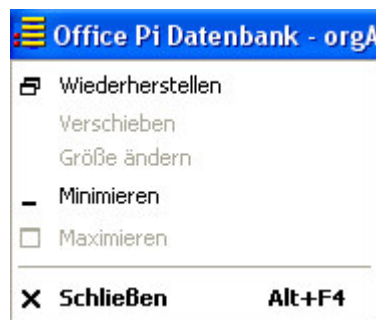 Office Pi Datenbank - orgA
Wiederherstellen
Verschieben
Größe ändern
Minimieren
Maximieren
Schließen Alt+F4